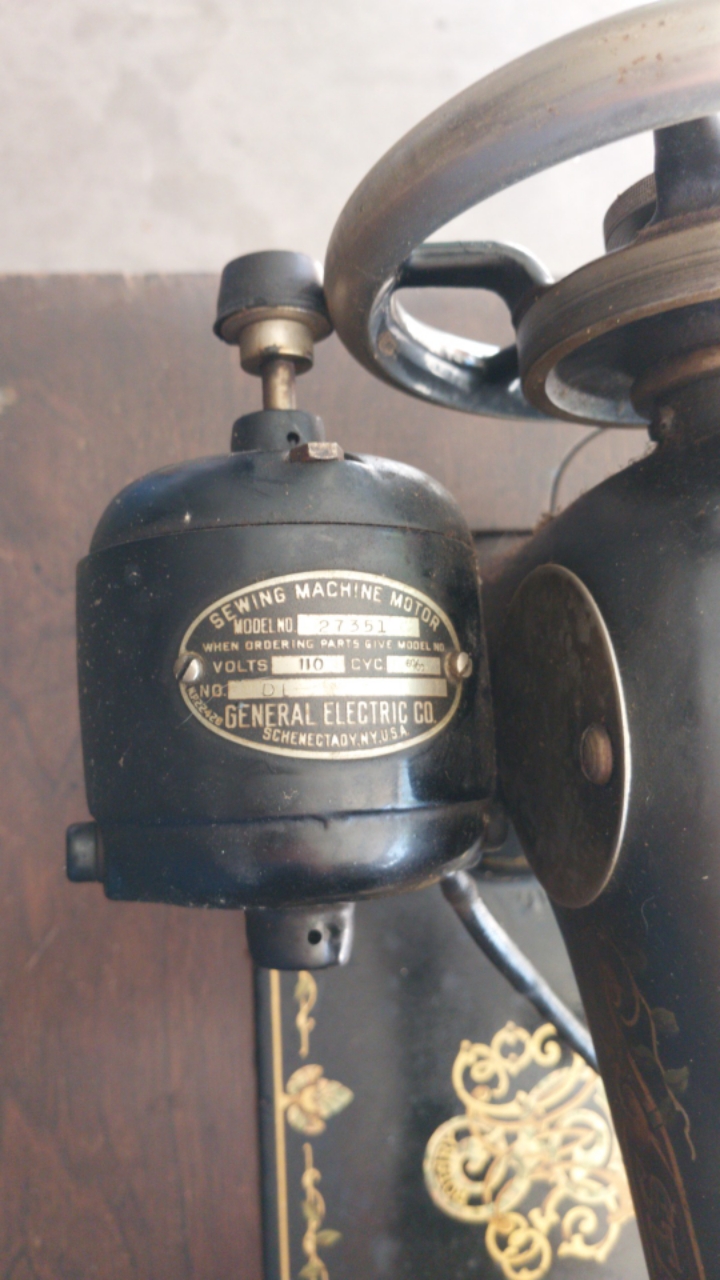 SEWING MACHINE MOTOR
MODEL NO. 27351
WHEN ORDERING PARTS GIVE MODEL NO.
VOLTS 110 CYC
NO. D1
GENERAL ELECTRIC CO.
SCHENECTADY, N.Y. U.S.A.